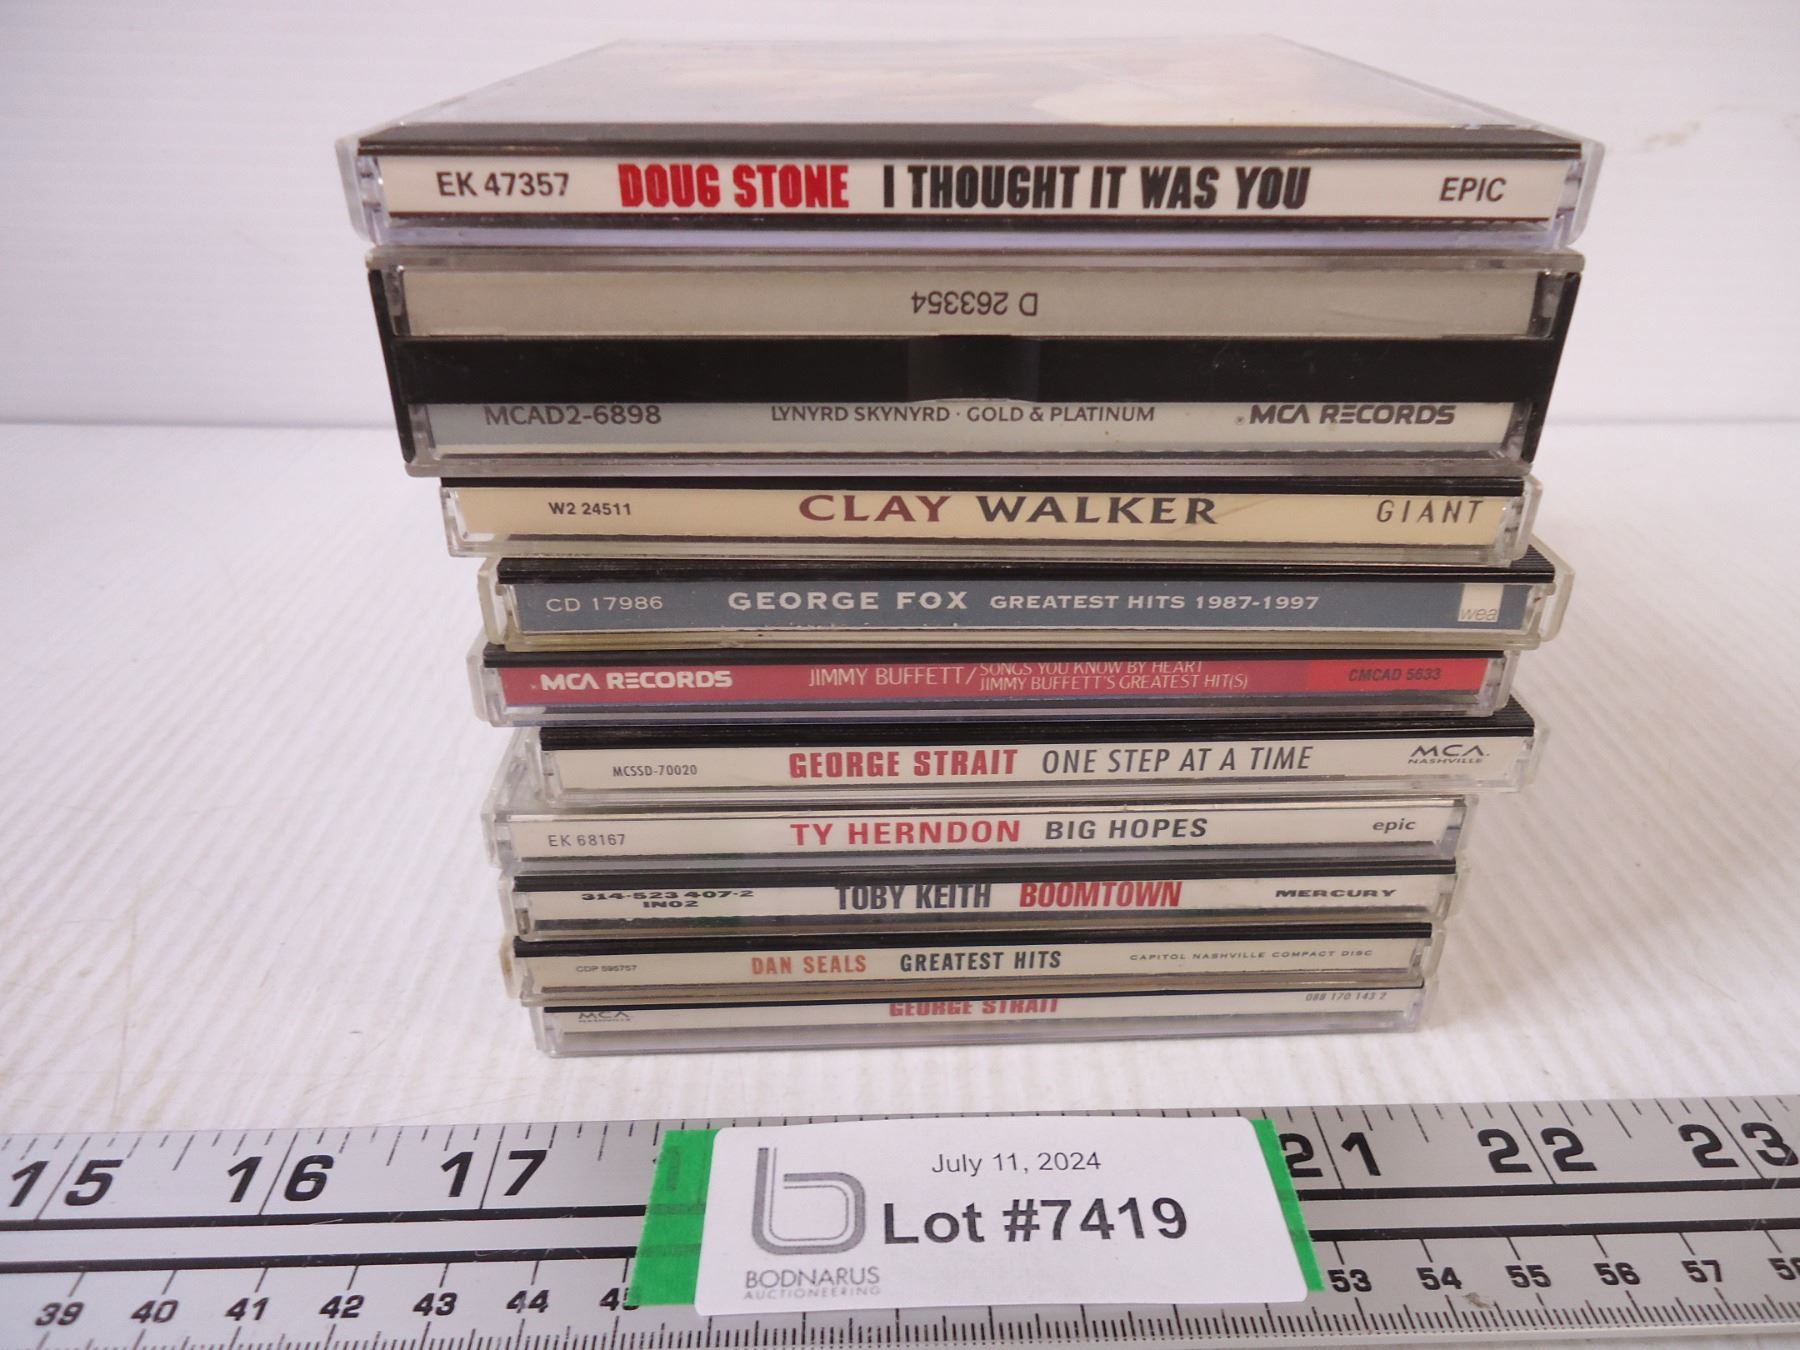 EK 47357 DOUG STONE I THOUGHT IT WAS YOU EPIC
D 263354
MCAD2-6898 LYNYRD SKYNYRD · GOLD & PLATINUM MCA RECORDS
W2 24511 CLAY WALKER GIANT
CD 17986 GEORGE FOX GREATEST HITS 1987-1997 wea
MCA RECORDS JIMMY BUFFETT/ SONGS YOU KNOW BY HEART CMCAD 5633
JIMMY BUFFETT'S GREATEST HIT(S)
MCSSD-70020 GEORGE STRAIT ONE STEP AT A TIME MCA
NASHVILLE
EK 68167 TY HERNDON BIG HOPES epic
314-523 407-2 TOBY KEITH BOOMTOWN MERCURY
IN02
CDP 595757 DAN SEALS GREATEST HITS CAPITOL NASHVILLE COMPACT DISC
MCA GEORGE STRAIT 088 170 143 2
NASHVILLE
15 16 17 21 22 23
July 11, 2024
Lot #7419
BODNARUS
AUCTIONEERING
39 40 41 42 43 44 45 53 54 55 56 57 58